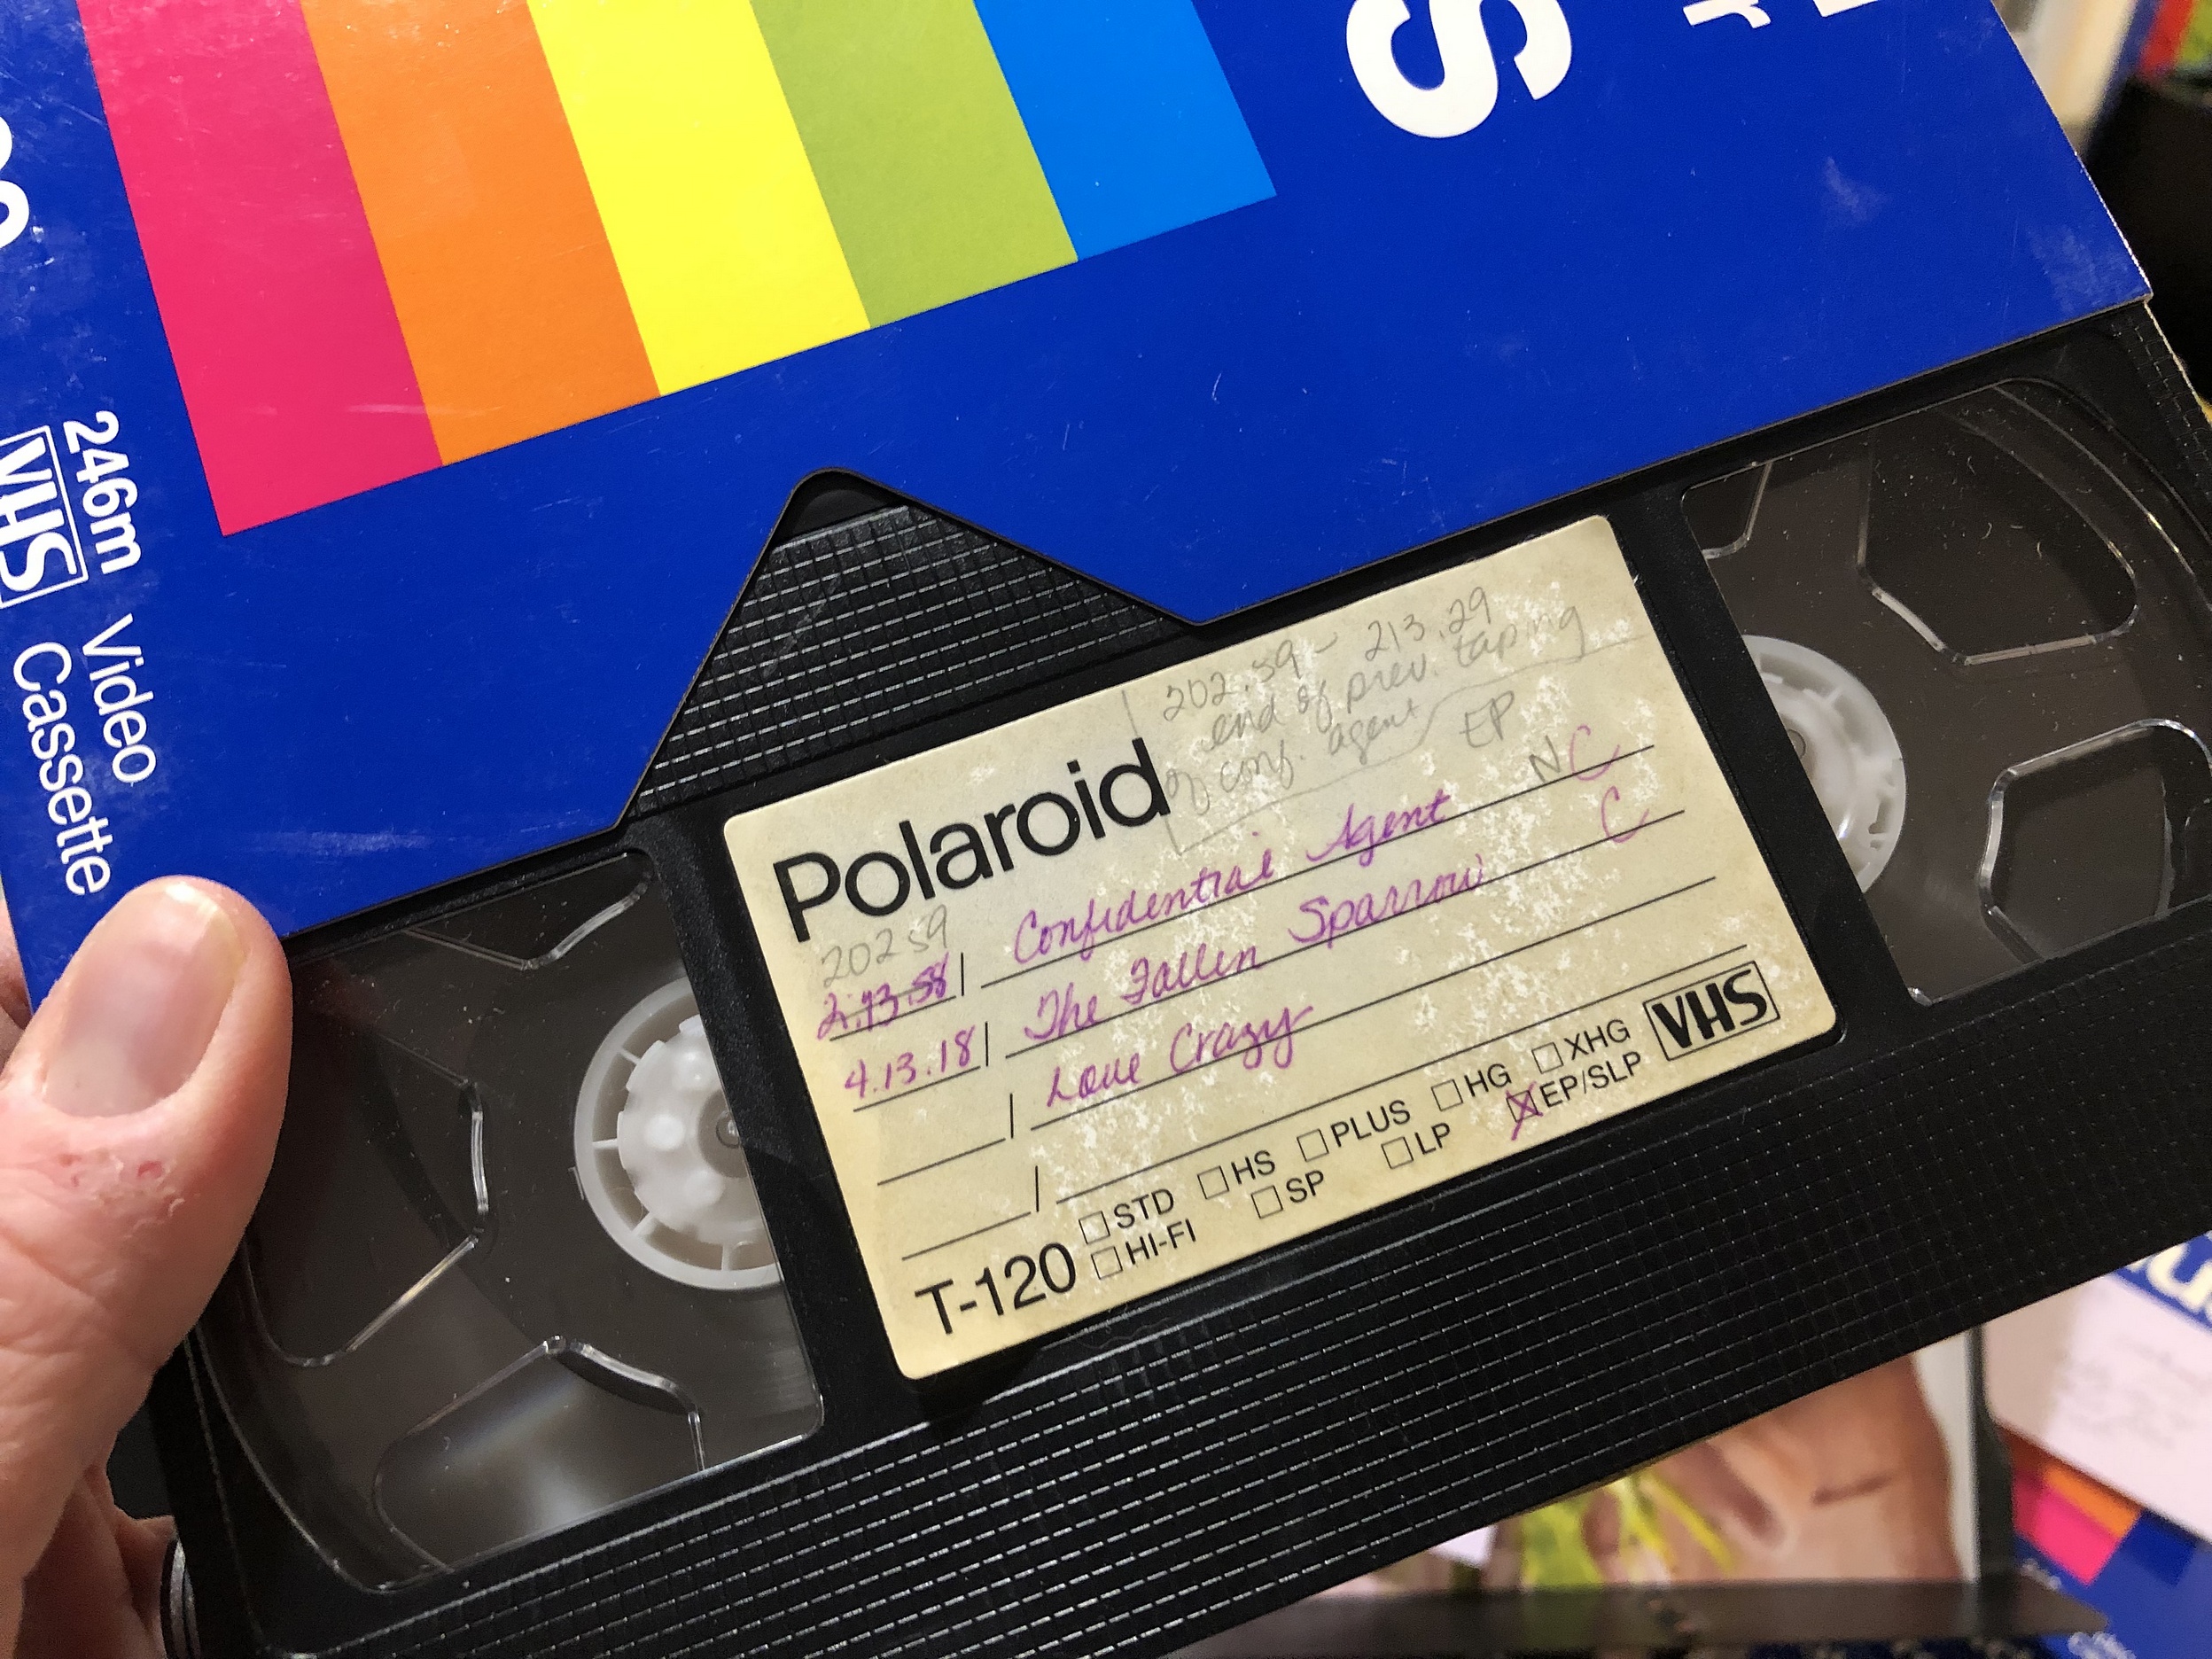 S
r
246m Video
VHS Cassette
Polaroid
202.59 - 213.29
end of prev. taping
of conf. agent
EP
20259
2.13.58 / Confidential Agent NC
4.13.18 / The Fallen Sparrow C
/ Love Crazy
/
T-120
☐ STD ☐ HS ☐ PLUS ☐ HG ☐ XHG
☐ HI-FI ☐ SP ☐ LP ☒ EP/SLP
VHS